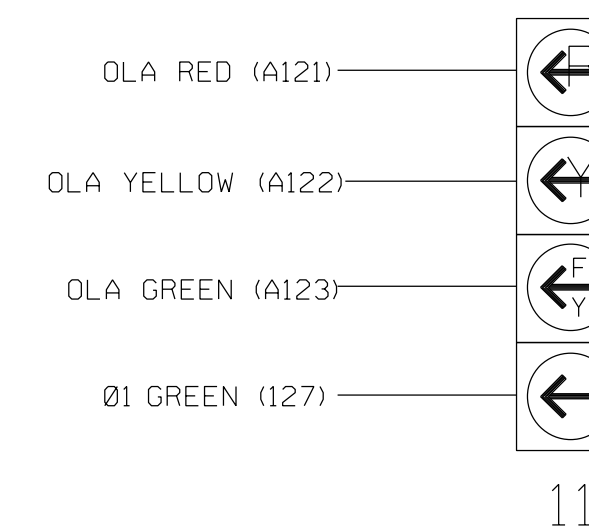 OLA RED (A121)
R
OLA YELLOW (A122)
Y
OLA GREEN (A123)
F
Y
Ø1 GREEN (127)
11